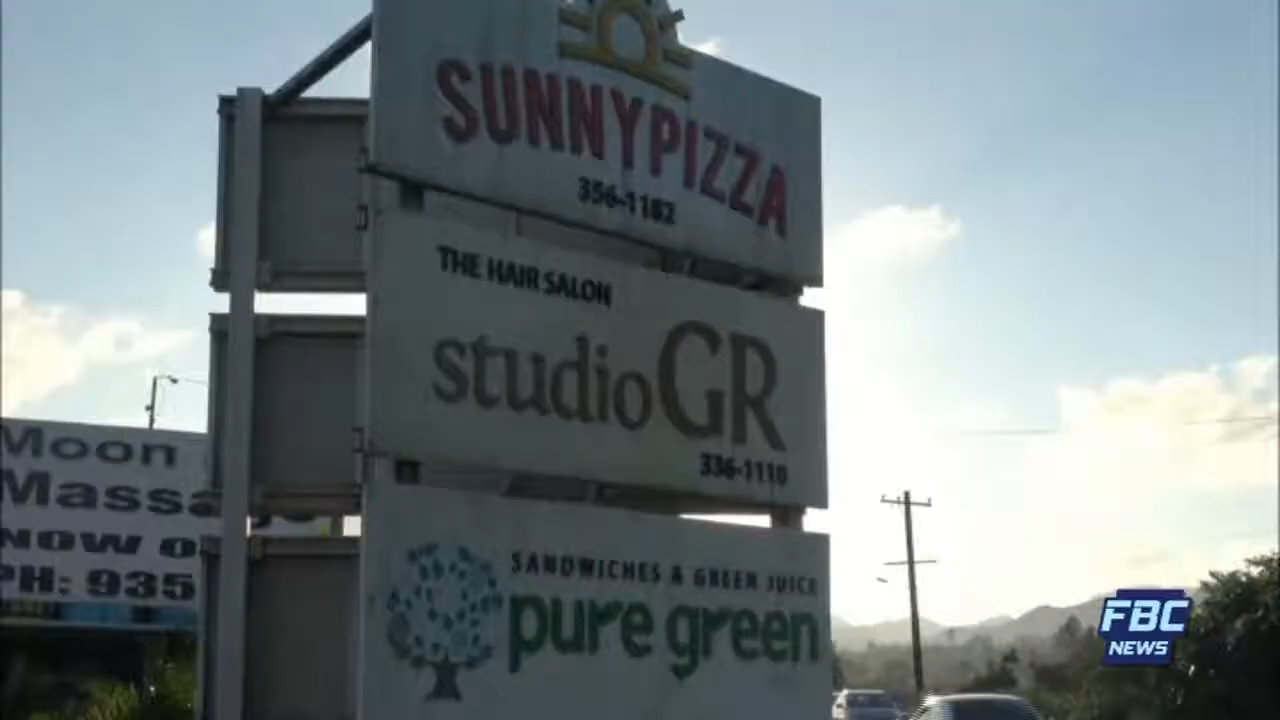 SUNNYPIZZA
356-1182
THE HAIR SALON
studioGR
336-1110
SANDWICHES & GREEN JUICE
pure green
Moon
Massage
NOW
PH: 935
FBC
NEWS